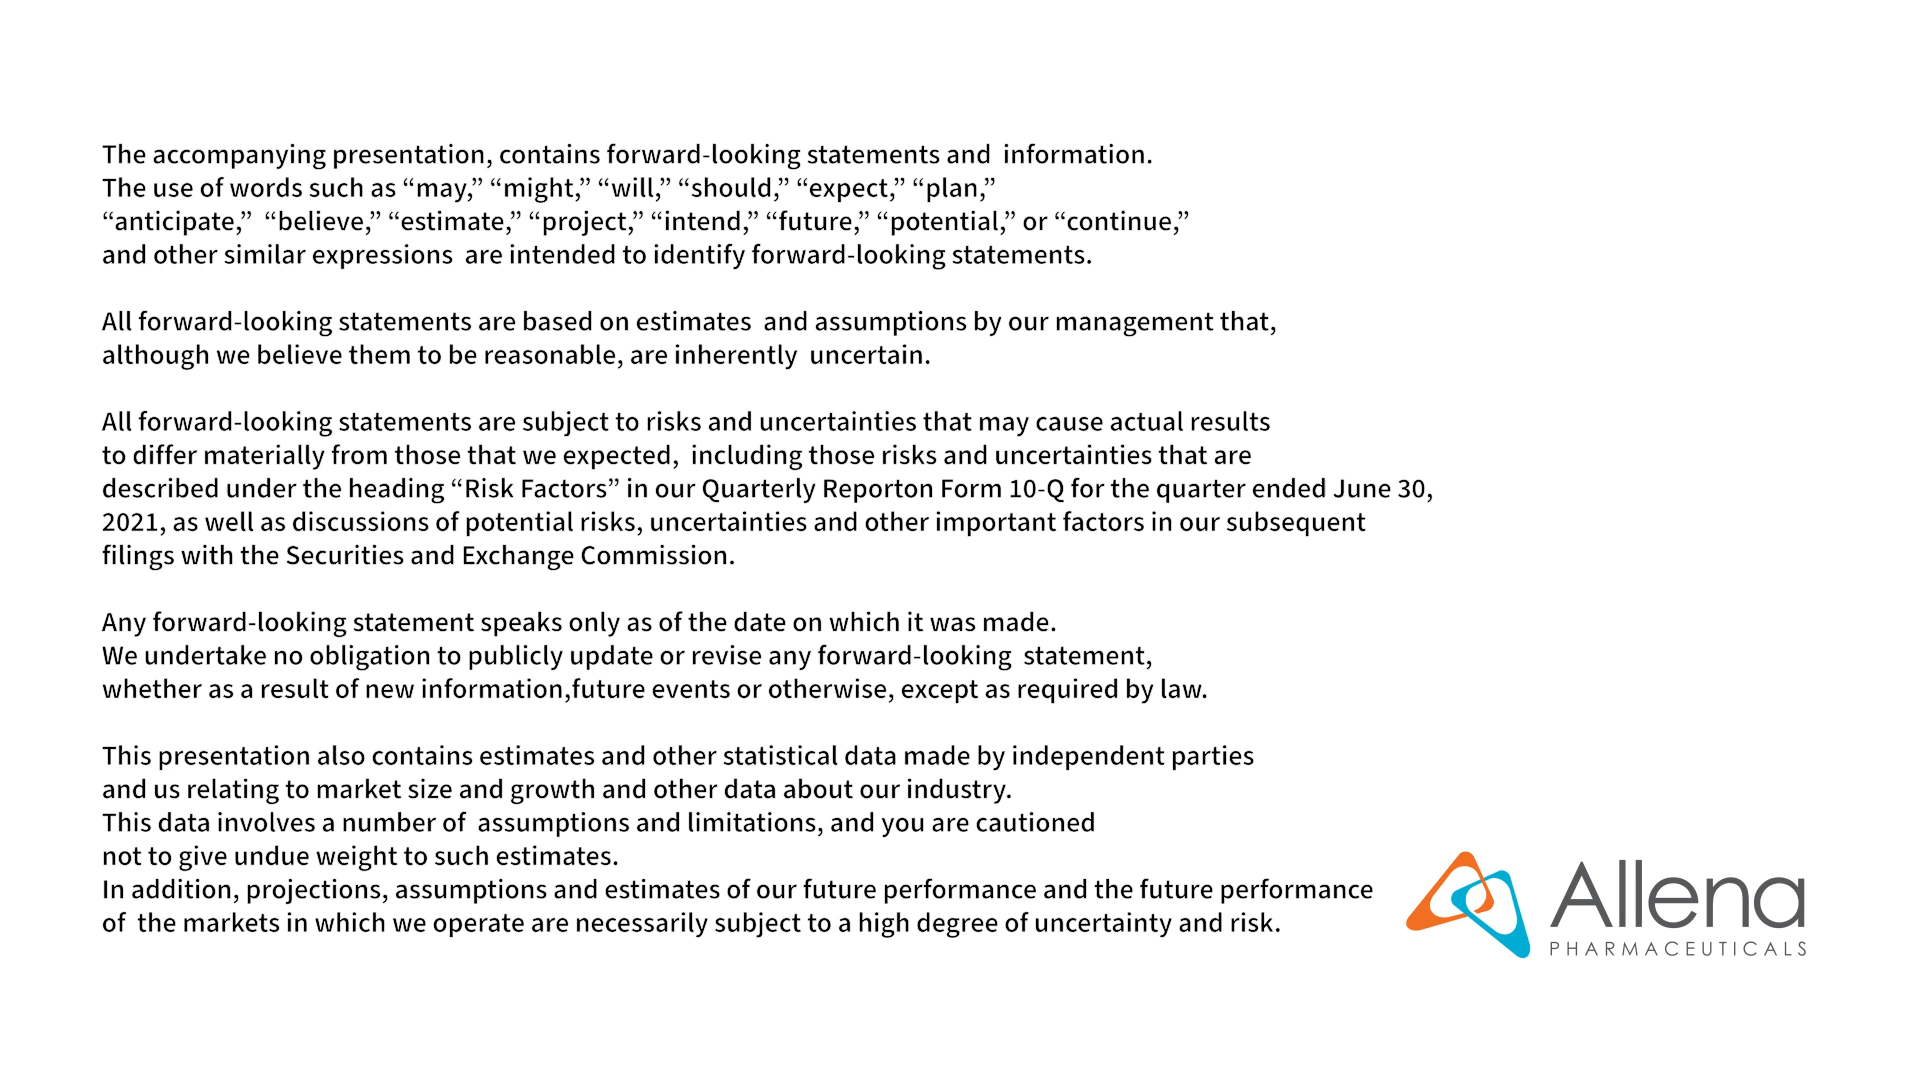 The accompanying presentation, contains forward-looking statements and  information.
The use of words such as “may,” “might,” “will,” “should,” “expect,” “plan,”
“anticipate,”  “believe,” “estimate,” “project,” “intend,” “future,” “potential,” or “continue,”
and other similar expressions  are intended to identify forward-looking statements.
All forward-looking statements are based on estimates  and assumptions by our management that,
although we believe them to be reasonable, are inherently  uncertain.
All forward-looking statements are subject to risks and uncertainties that may cause actual results
to differ materially from those that we expected,  including those risks and uncertainties that are
described under the heading “Risk Factors” in our Quarterly Reporton Form 10-Q for the quarter ended June 30,
2021, as well as discussions of potential risks, uncertainties and other important factors in our subsequent
filings with the Securities and Exchange Commission.
Any forward-looking statement speaks only as of the date on which it was made.
We undertake no obligation to publicly update or revise any forward-looking  statement,
whether as a result of new information,future events or otherwise, except as required by law.
This presentation also contains estimates and other statistical data made by independent parties
and us relating to market size and growth and other data about our industry.
This data involves a number of  assumptions and limitations, and you are cautioned
not to give undue weight to such estimates.
In addition, projections, assumptions and estimates of our future performance and the future performance
of  the markets in which we operate are necessarily subject to a high degree of uncertainty and risk.
Allena
PHARMACEUTICALS